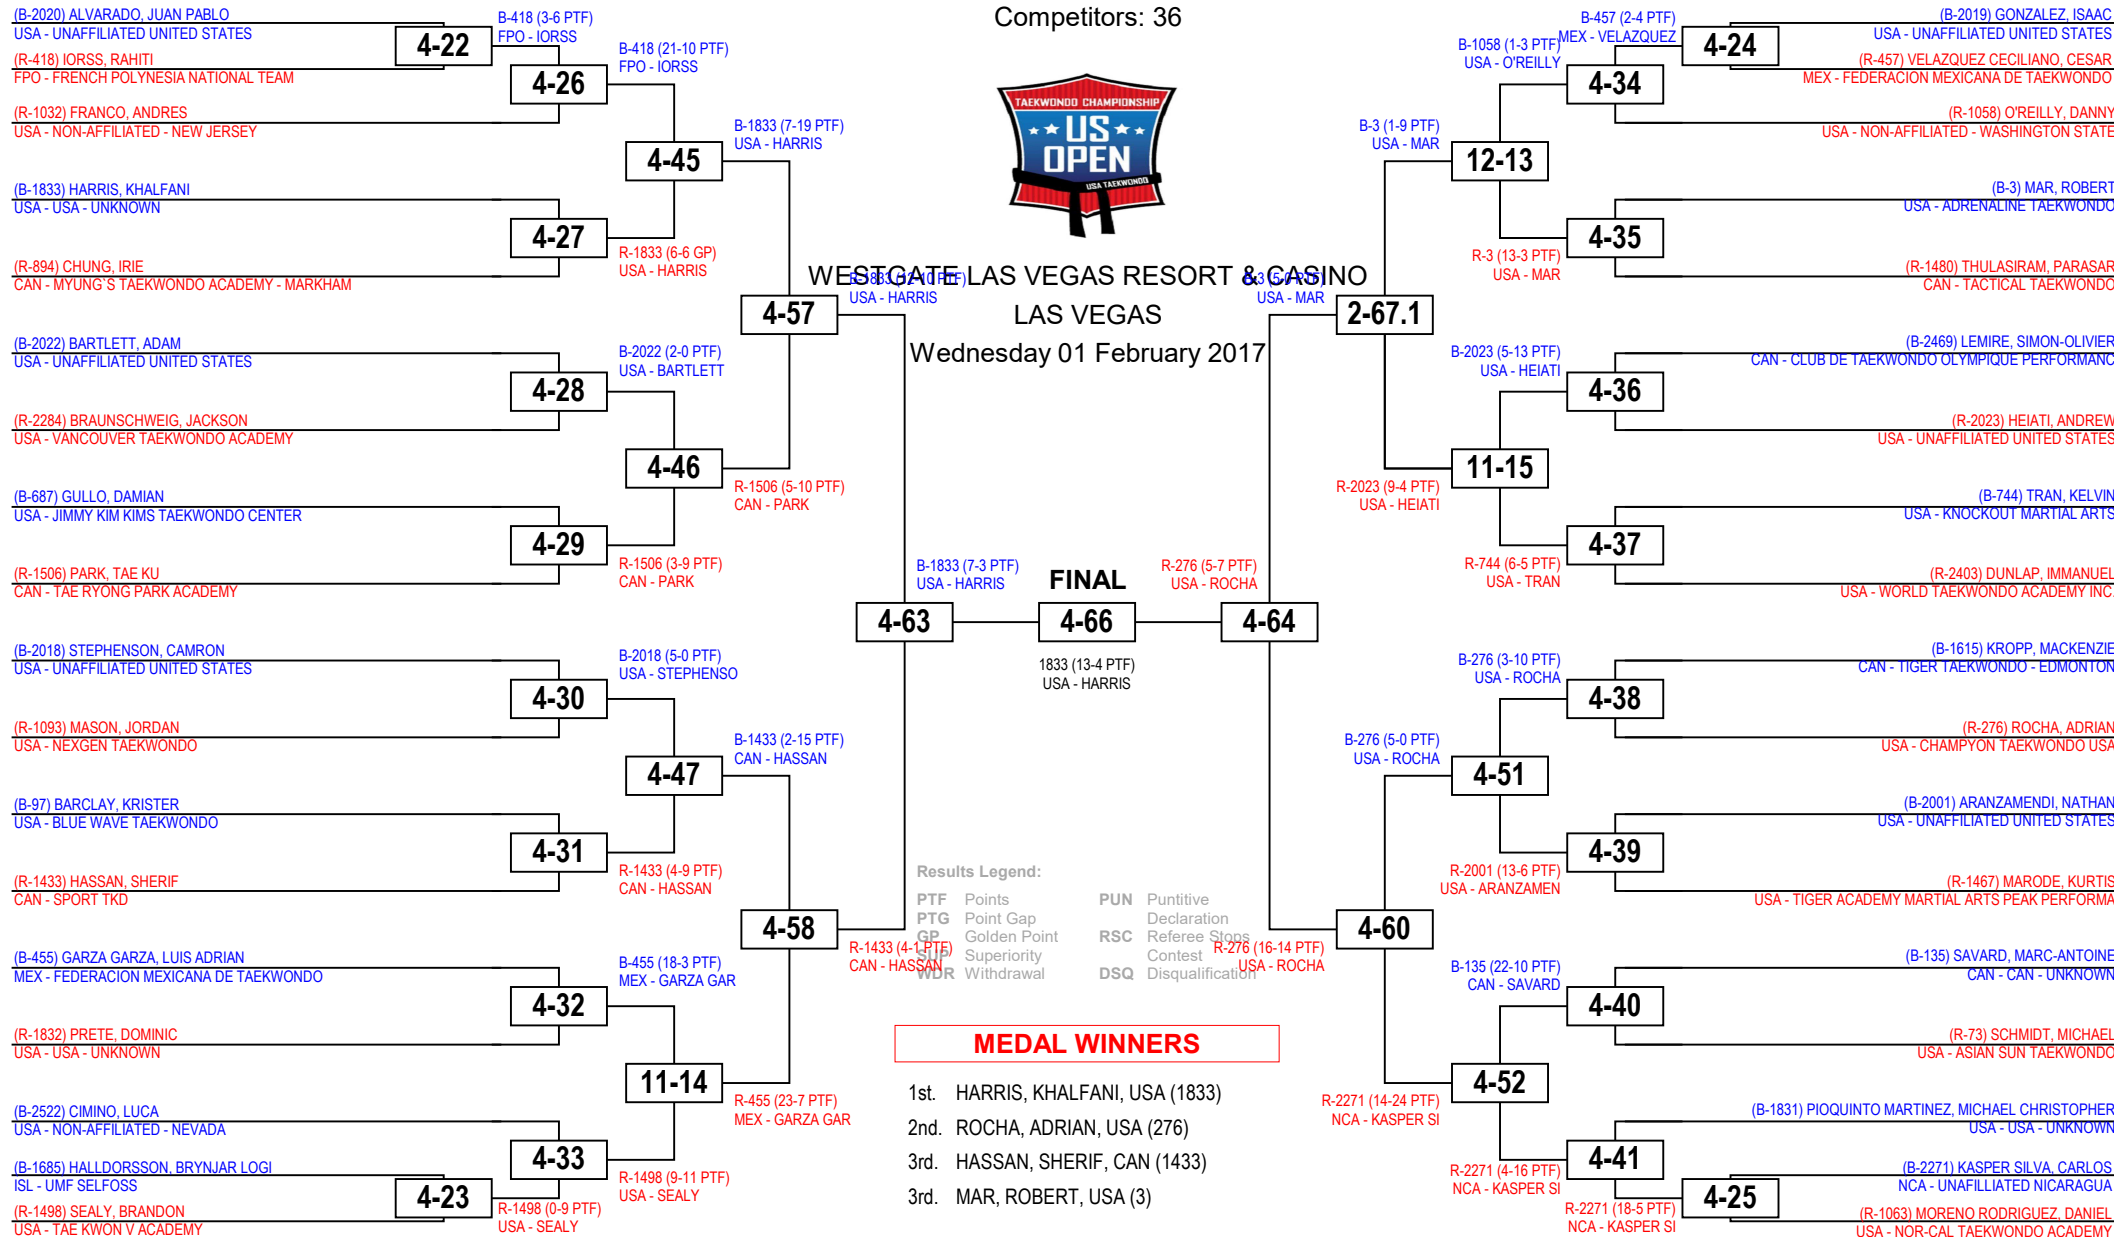 Competitors: 36
TAEKWONDO CHAMPIONSHIP
US
OPEN
USA TAEKWONDO
WESTGATE LAS VEGAS RESORT & CASINO
LAS VEGAS
Wednesday 01 February 2017
(B-2020) ALVARADO, JUAN PABLO
USA - UNAFFILIATED UNITED STATES
(R-418) IORSS, RAHITI
FPO - FRENCH POLYNESIA NATIONAL TEAM
(R-1032) FRANCO, ANDRES
USA - NON-AFFILIATED - NEW JERSEY
(B-1833) HARRIS, KHALFANI
USA - USA - UNKNOWN
(R-894) CHUNG, IRIE
CAN - MYUNG`S TAEKWONDO ACADEMY - MARKHAM
(B-2022) BARTLETT, ADAM
USA - UNAFFILIATED UNITED STATES
(R-2284) BRAUNSCHWEIG, JACKSON
USA - VANCOUVER TAEKWONDO ACADEMY
(B-687) GULLO, DAMIAN
USA - JIMMY KIM KIMS TAEKWONDO CENTER
(R-1506) PARK, TAE KU
CAN - TAE RYONG PARK ACADEMY
(B-2018) STEPHENSON, CAMRON
USA - UNAFFILIATED UNITED STATES
(R-1093) MASON, JORDAN
USA - NEXGEN TAEKWONDO
(B-97) BARCLAY, KRISTER
USA - BLUE WAVE TAEKWONDO
(R-1433) HASSAN, SHERIF
CAN - SPORT TKD
(B-455) GARZA GARZA, LUIS ADRIAN
MEX - FEDERACION MEXICANA DE TAEKWONDO
(R-1832) PRETE, DOMINIC
USA - USA - UNKNOWN
(B-2522) CIMINO, LUCA
USA - NON-AFFILIATED - NEVADA
(B-1685) HALLDORSSON, BRYNJAR LOGI
ISL - UMF SELFOSS
(R-1498) SEALY, BRANDON
USA - TAE KWON V ACADEMY
4-22
4-23
B-418 (3-6 PTF)
FPO - IORSS
R-1498 (0-9 PTF)
USA - SEALY
4-26
4-27
4-28
4-29
4-30
4-31
4-32
4-33
B-418 (21-10 PTF)
FPO - IORSS
R-1833 (6-6 GP)
USA - HARRIS
B-2022 (2-0 PTF)
USA - BARTLETT
R-1506 (3-9 PTF)
CAN - PARK
B-2018 (5-0 PTF)
USA - STEPHENSO
R-1433 (4-9 PTF)
CAN - HASSAN
B-455 (18-3 PTF)
MEX - GARZA GAR
R-1498 (9-11 PTF)
USA - SEALY
4-45
4-46
4-47
11-14
B-1833 (7-19 PTF)
USA - HARRIS
R-1506 (5-10 PTF)
CAN - PARK
B-1433 (2-15 PTF)
CAN - HASSAN
R-455 (23-7 PTF)
MEX - GARZA GAR
4-57
4-58
B-1833 (12-10 PTF)
USA - HARRIS
R-1433 (4-1 PTF)
CAN - HASSAN
4-63
B-1833 (7-3 PTF)
USA - HARRIS
FINAL
4-66
1833 (13-4 PTF)
USA - HARRIS
R-276 (5-7 PTF)
USA - ROCHA
4-64
B-3 (5-0 PTF)
USA - MAR
R-276 (16-14 PTF)
USA - ROCHA
2-67.1
4-60
B-3 (1-9 PTF)
USA - MAR
R-2023 (9-4 PTF)
USA - HEIATI
B-276 (5-0 PTF)
USA - ROCHA
R-2271 (14-24 PTF)
NCA - KASPER SI
12-13
11-15
4-51
4-52
B-1058 (1-3 PTF)
USA - O'REILLY
R-3 (13-3 PTF)
USA - MAR
B-2023 (5-13 PTF)
USA - HEIATI
R-744 (6-5 PTF)
USA - TRAN
B-276 (3-10 PTF)
USA - ROCHA
R-2001 (13-6 PTF)
USA - ARANZAMEN
B-135 (22-10 PTF)
CAN - SAVARD
R-2271 (4-16 PTF)
NCA - KASPER SI
4-34
4-35
4-36
4-37
4-38
4-39
4-40
4-41
B-457 (2-4 PTF)
MEX - VELAZQUEZ
R-2271 (18-5 PTF)
NCA - KASPER SI
4-24
4-25
(B-2019) GONZALEZ, ISAAC
USA - UNAFFILIATED UNITED STATES
(R-457) VELAZQUEZ CECILIANO, CESAR
MEX - FEDERACION MEXICANA DE TAEKWONDO
(R-1058) O'REILLY, DANNY
USA - NON-AFFILIATED - WASHINGTON STATE
(B-3) MAR, ROBERT
USA - ADRENALINE TAEKWONDO
(R-1480) THULASIRAM, PARASAR
CAN - TACTICAL TAEKWONDO
(B-2469) LEMIRE, SIMON-OLIVIER
CAN - CLUB DE TAEKWONDO OLYMPIQUE PERFORMANC
(R-2023) HEIATI, ANDREW
USA - UNAFFILIATED UNITED STATES
(B-744) TRAN, KELVIN
USA - KNOCKOUT MARTIAL ARTS
(R-2403) DUNLAP, IMMANUEL
USA - WORLD TAEKWONDO ACADEMY INC.
(B-1615) KROPP, MACKENZIE
CAN - TIGER TAEKWONDO - EDMONTON
(R-276) ROCHA, ADRIAN
USA - CHAMPYON TAEKWONDO USA
(B-2001) ARANZAMENDI, NATHAN
USA - UNAFFILIATED UNITED STATES
(R-1467) MARODE, KURTIS
USA - TIGER ACADEMY MARTIAL ARTS PEAK PERFORMA
(B-135) SAVARD, MARC-ANTOINE
CAN - CAN - UNKNOWN
(R-73) SCHMIDT, MICHAEL
USA - ASIAN SUN TAEKWONDO
(B-1831) PIOQUINTO MARTINEZ, MICHAEL CHRISTOPHER
USA - USA - UNKNOWN
(B-2271) KASPER SILVA, CARLOS
NCA - UNAFILLIATED NICARAGUA
(R-1063) MORENO RODRIGUEZ, DANIEL
USA - NOR-CAL TAEKWONDO ACADEMY
Results Legend:
PTF Points PUN Puntitive
PTG Point Gap Declaration
GP Golden Point RSC Referee Stops
SUP Superiority Contest
WDR Withdrawal DSQ Disqualification
MEDAL WINNERS
1st. HARRIS, KHALFANI, USA (1833)
2nd. ROCHA, ADRIAN, USA (276)
3rd. HASSAN, SHERIF, CAN (1433)
3rd. MAR, ROBERT, USA (3)